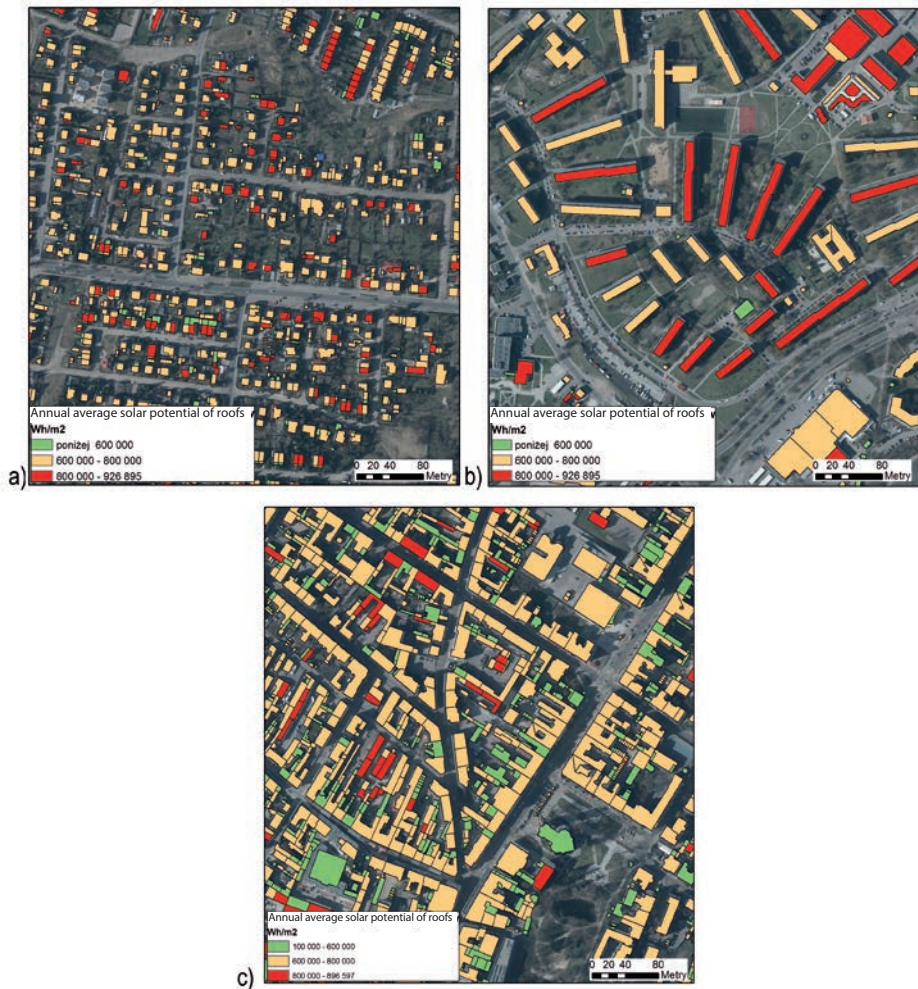 Annual average solar potential of roofs
Wh/m2
poniżej 600 000
600 000 - 800 000
800 000 - 926 895
0 20 40 80
Metry
a)
Annual average solar potential of roofs
Wh/m2
poniżej 600 000
600 000 - 800 000
800 000 - 926 895
0 20 40 80
Metry
b)
Annual average solar potential of roofs
Wh/m2
100 000 - 600 000
600 000 - 800 000
800 000 - 896 597
0 20 40 80
Metry
c)